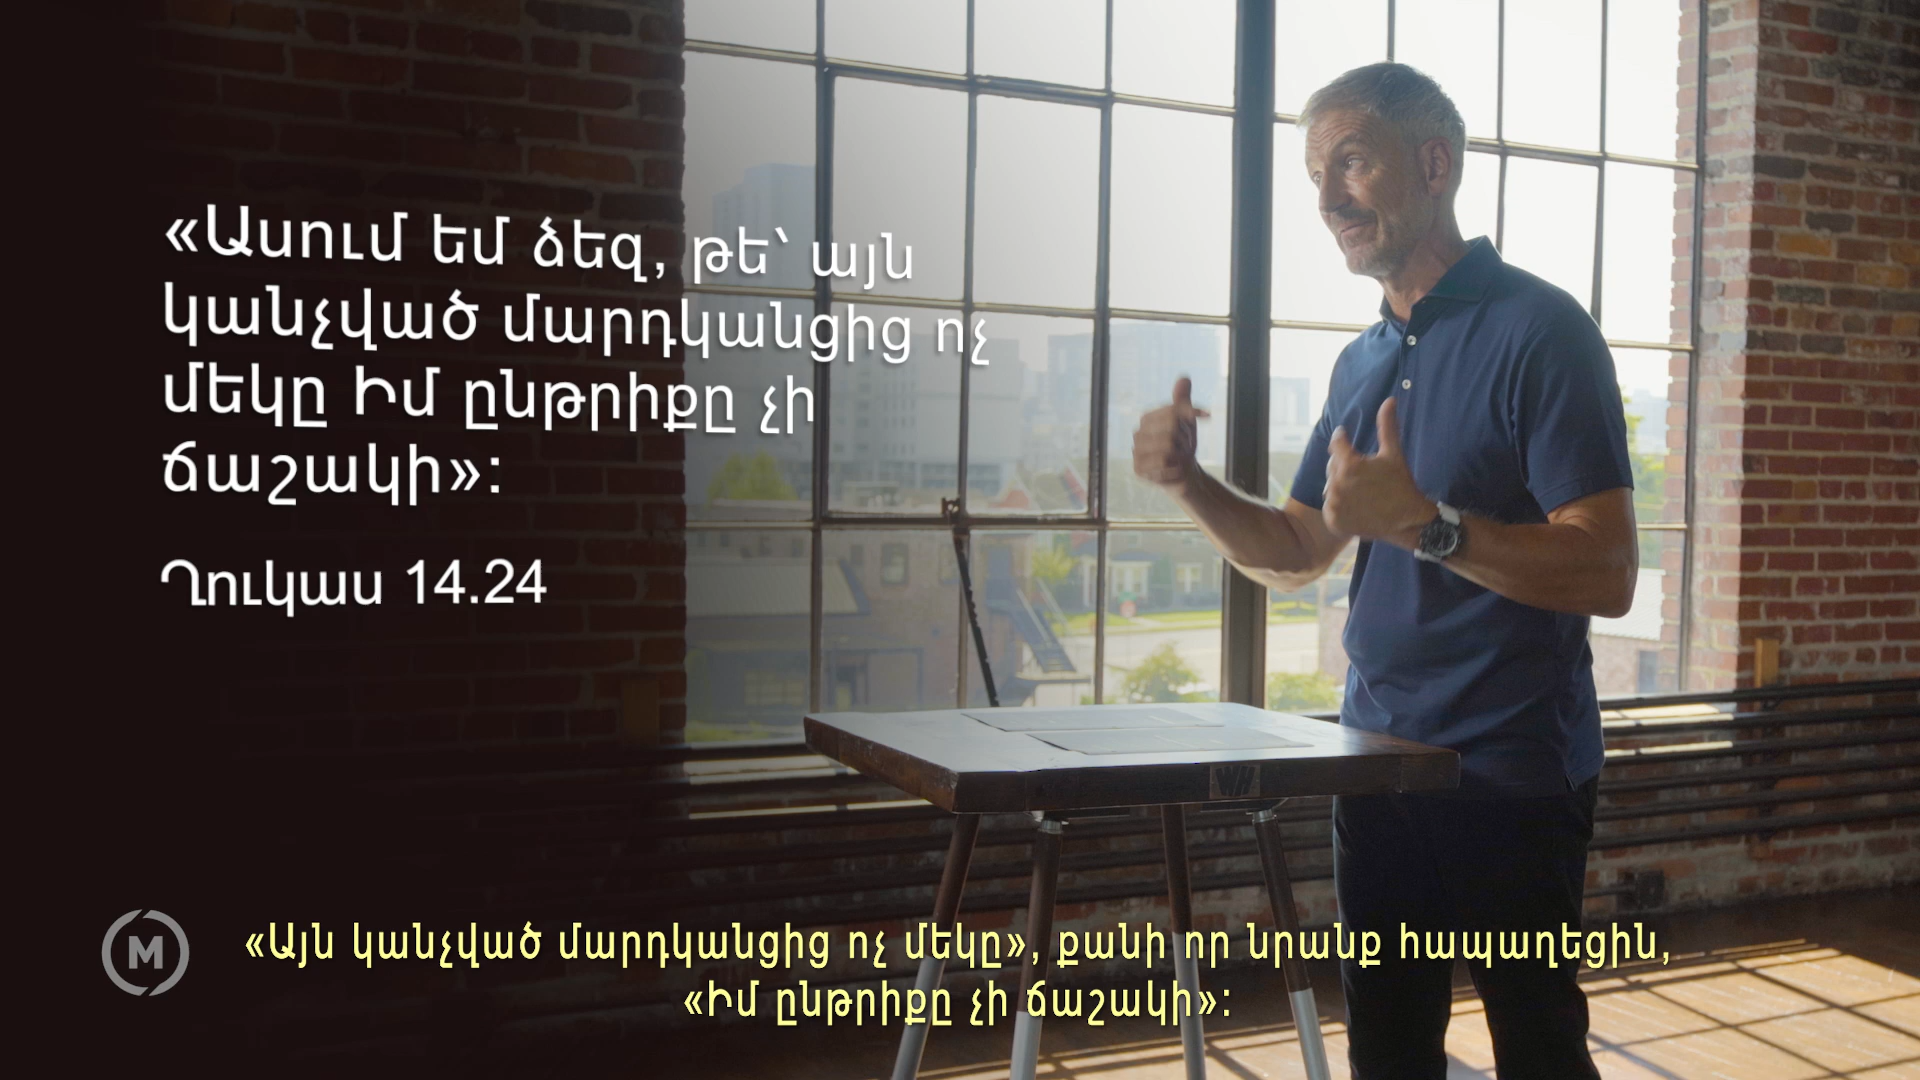 «Ասում եմ ձեզ, թե՝ այն
կանչված մարդկանցից ոչ
մեկը Իմ ընթրիքը չի
ճաշակի»:
Ղուկաս 14.24
M
«Այն կանչված մարդկանցից ոչ մեկը», քանի որ նրանք հապաղեցին,
«Իմ ընթրիքը չի ճաշակի»: